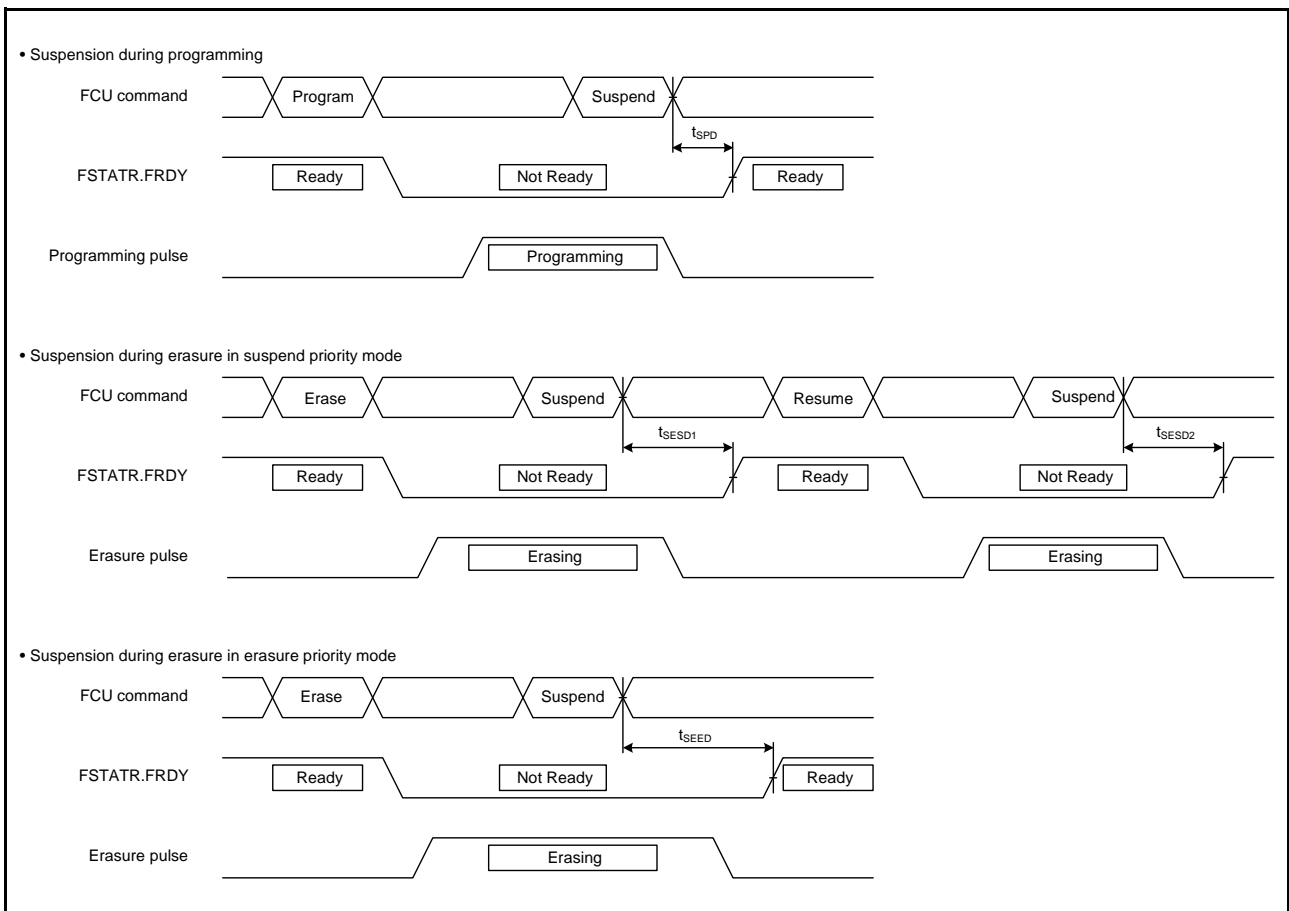 • Suspension during programming
FCU command
Program
Suspend
tSPD
FSTATR.FRDY
Ready
Not Ready
Ready
Programming pulse
Programming
• Suspension during erasure in suspend priority mode
FCU command
Erase
Suspend
Resume
Suspend
tSESD1
tSESD2
FSTATR.FRDY
Ready
Not Ready
Ready
Not Ready
Erasure pulse
Erasing
Erasing
• Suspension during erasure in erasure priority mode
FCU command
Erase
Suspend
tSEED
FSTATR.FRDY
Ready
Not Ready
Ready
Erasure pulse
Erasing